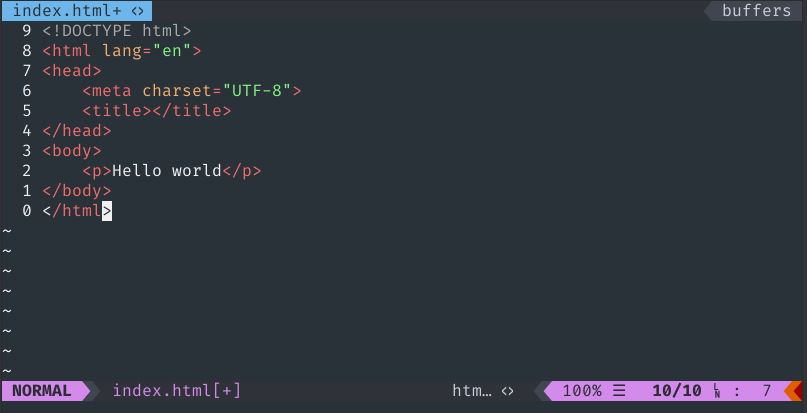 index.html+ <> buffers
9 <!DOCTYPE html>
8 <html lang="en">
7 <head>
6     <meta charset="UTF-8">
5     <title></title>
4 </head>
3 <body>
2     <p>Hello world</p>
1 </body>
0 </html>
~
~
~
~
~
~
~
~
NORMAL index.html[+] htm… <> 100% ☰ 10/10 ㏑ : 7